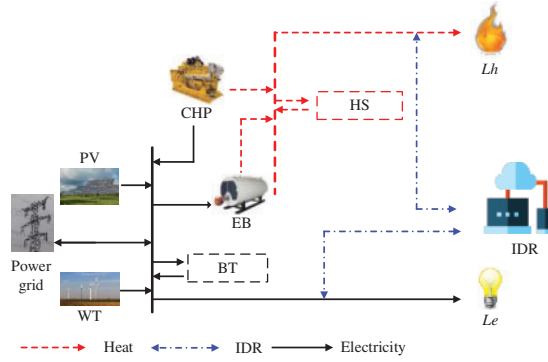 Lh
CHP
HS
PV
EB
IDR
Power
grid
BT
WT
Le
Heat
IDR
Electricity